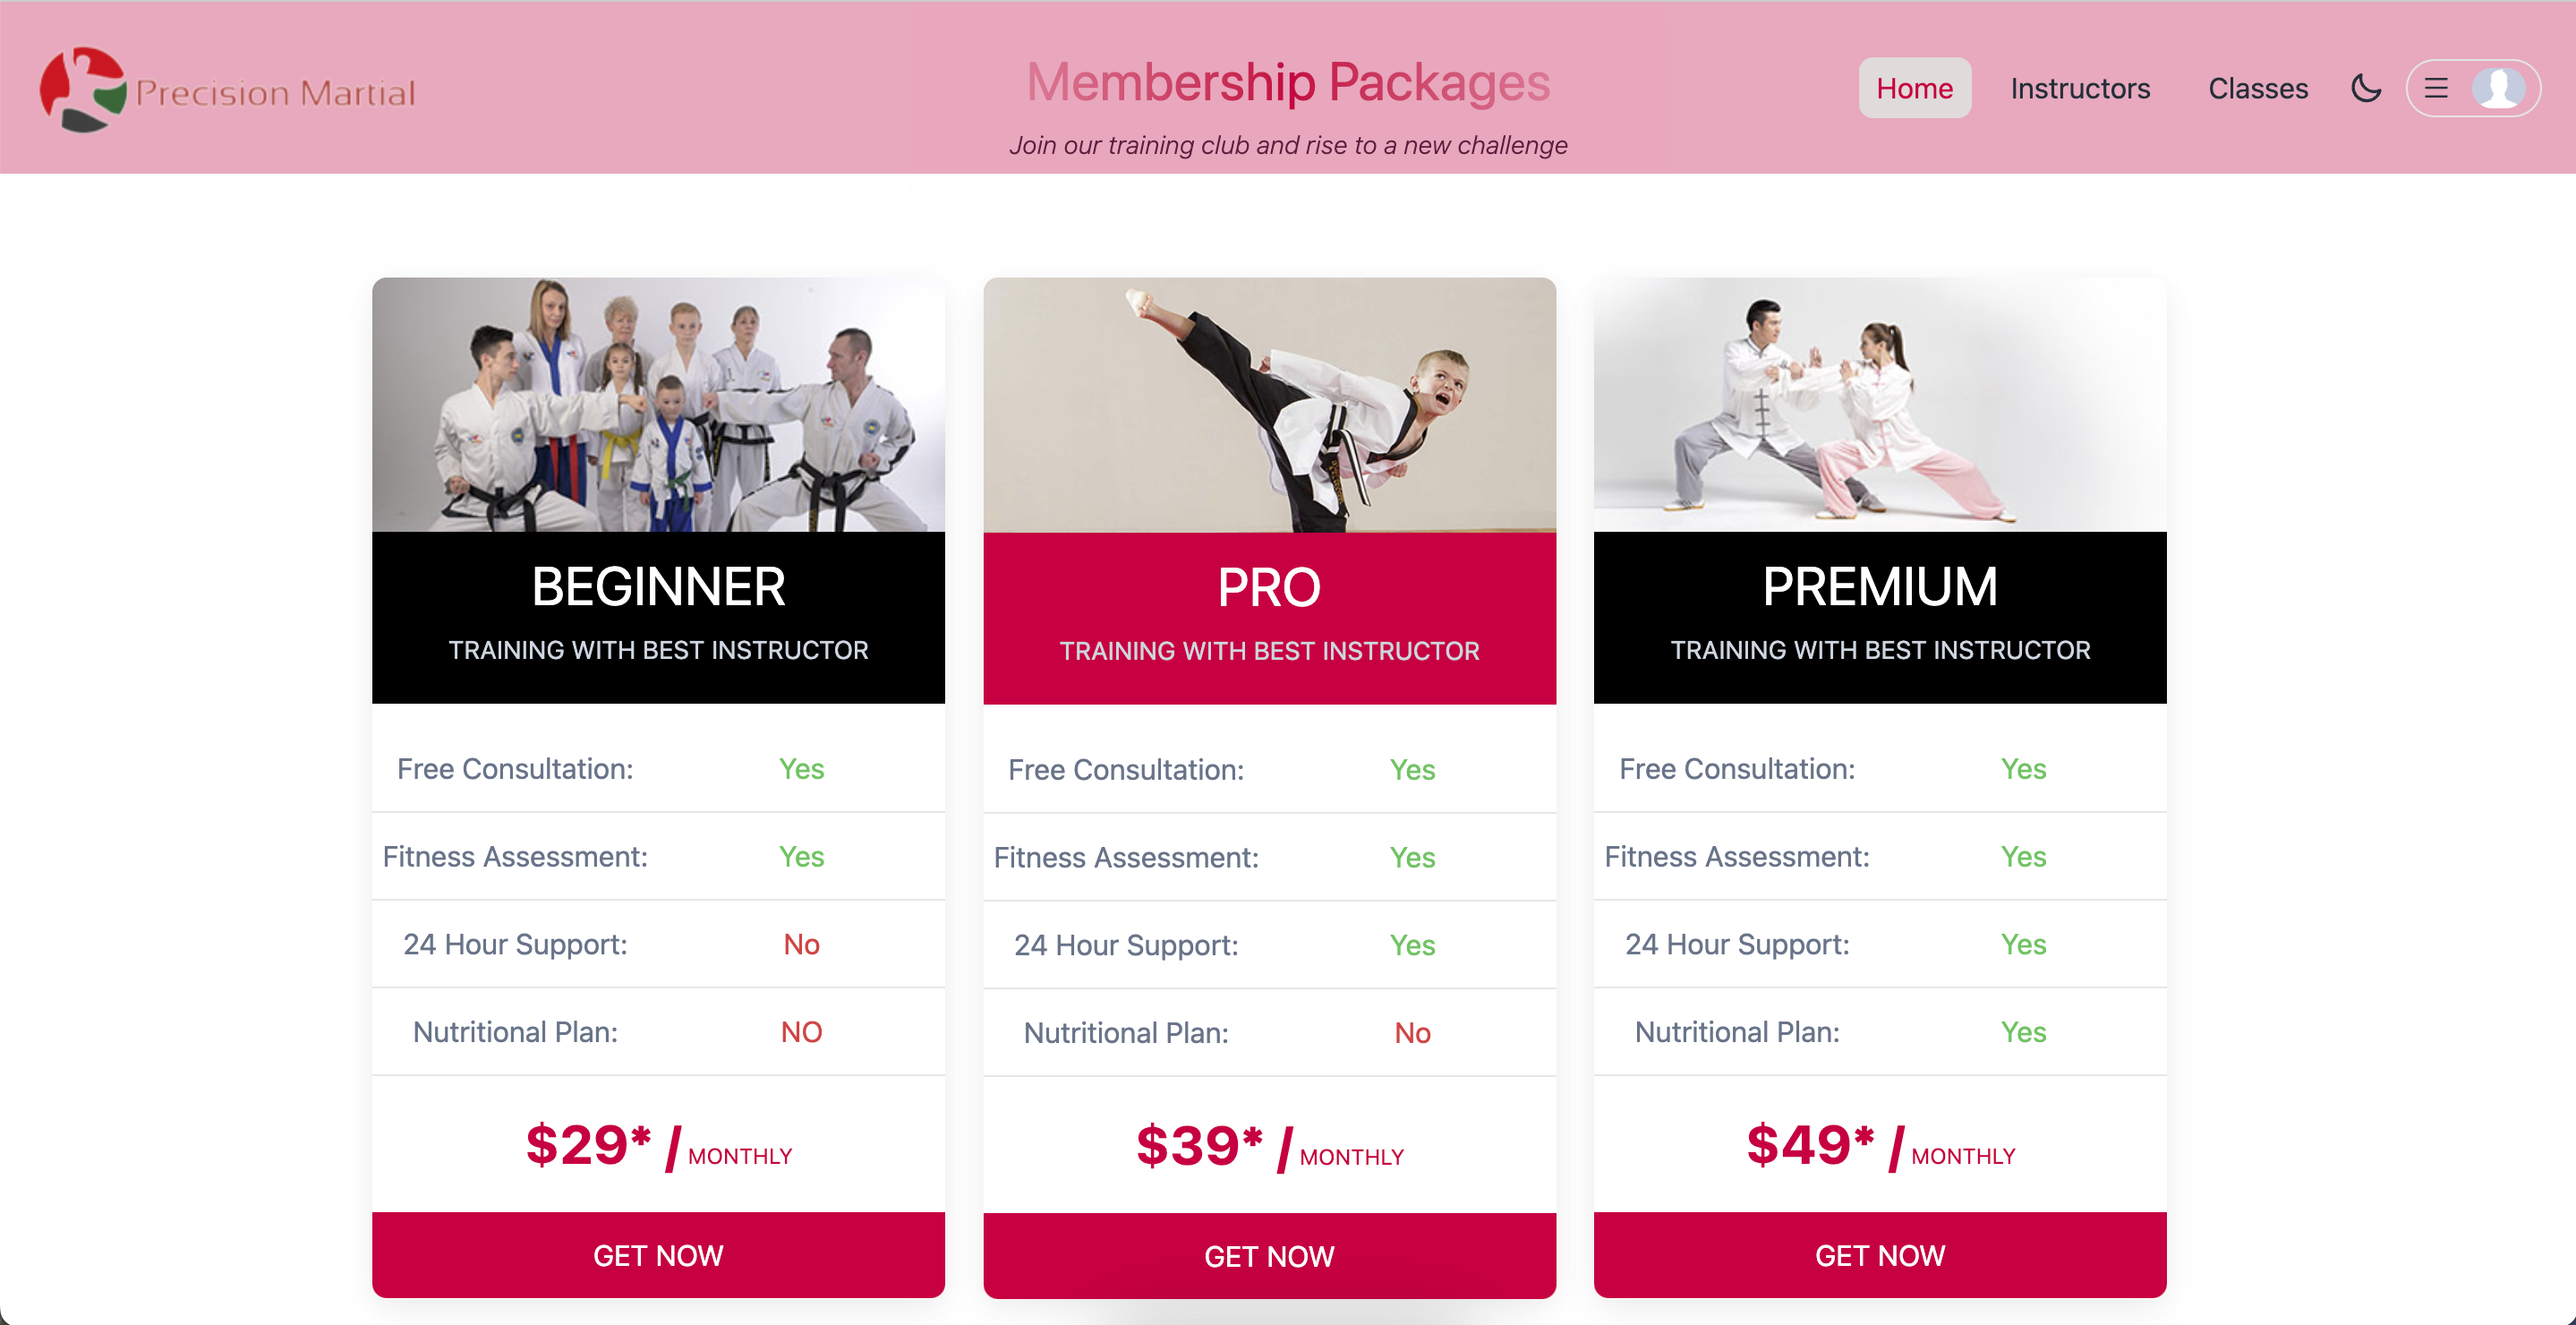 Precision Martial
Membership Packages
Join our training club and rise to a new challenge
Home
Instructors
Classes
BEGINNER
TRAINING WITH BEST INSTRUCTOR
Free Consultation: Yes
Fitness Assessment: Yes
24 Hour Support: No
Nutritional Plan: NO
$29* / MONTHLY
GET NOW
PRO
TRAINING WITH BEST INSTRUCTOR
Free Consultation: Yes
Fitness Assessment: Yes
24 Hour Support: Yes
Nutritional Plan: No
$39* / MONTHLY
GET NOW
PREMIUM
TRAINING WITH BEST INSTRUCTOR
Free Consultation: Yes
Fitness Assessment: Yes
24 Hour Support: Yes
Nutritional Plan: Yes
$49* / MONTHLY
GET NOW